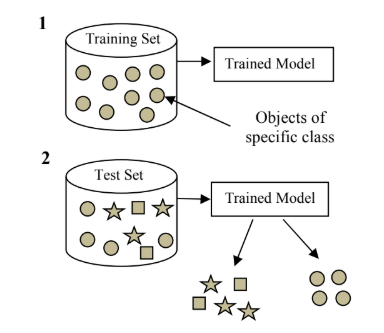 1
Training Set
Trained Model
Objects of
specific class
2
Test Set
Trained Model